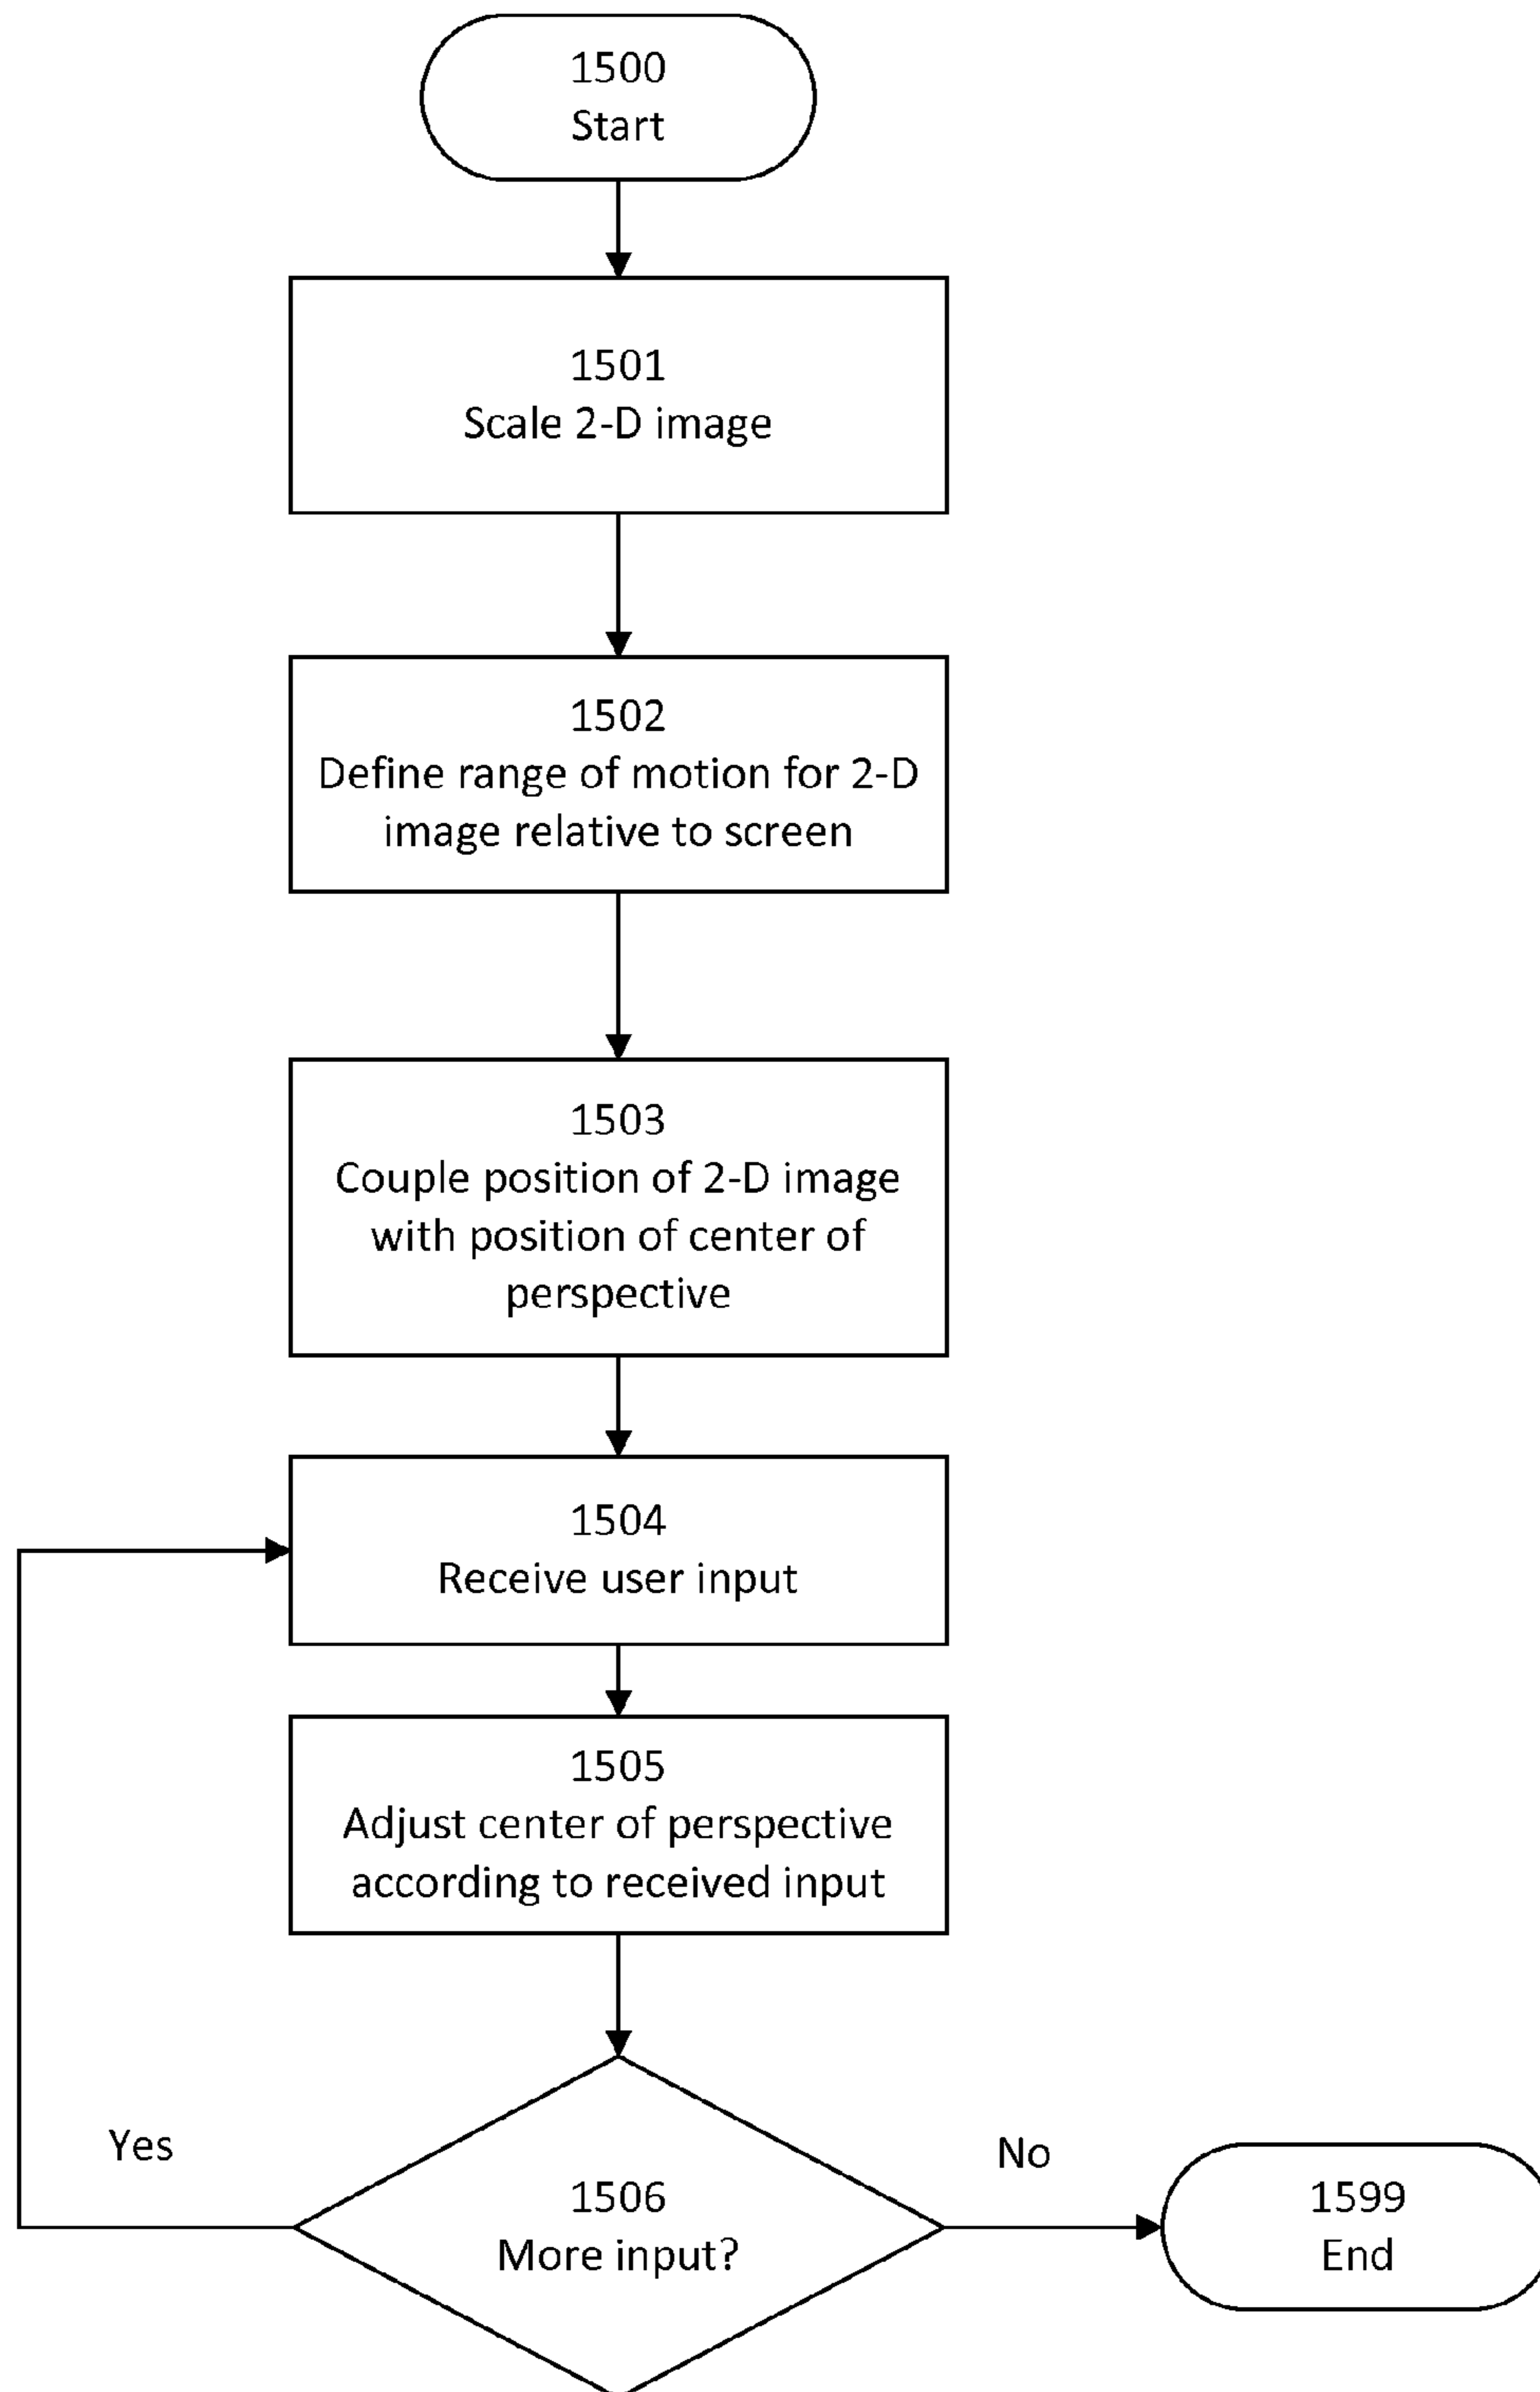 1500
Start
1501
Scale 2-D image
1502
Define range of motion for 2-D
image relative to screen
1503
Couple position of 2-D image
with position of center of
perspective
1504
Receive user input
1505
Adjust center of perspective
according to received input
Yes
No
1506
More input?
1599
End